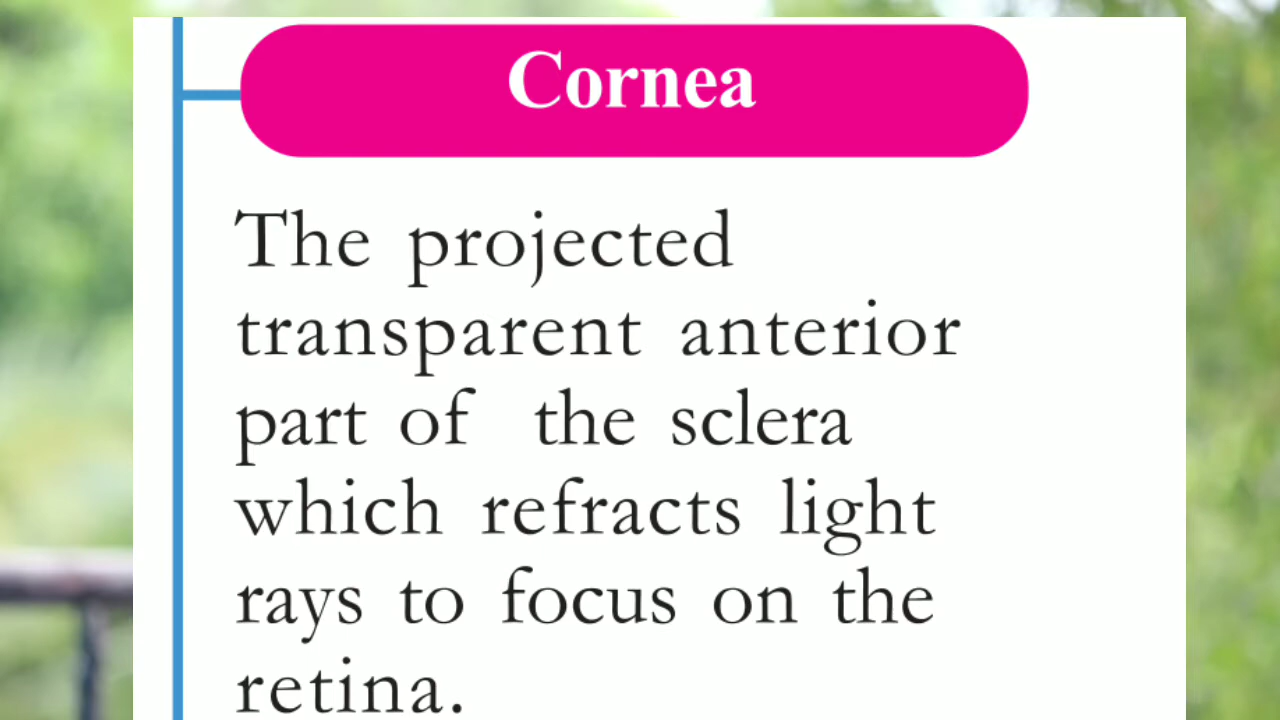 Cornea
The projected
transparent anterior
part of the sclera
which refracts light
rays to focus on the
retina.